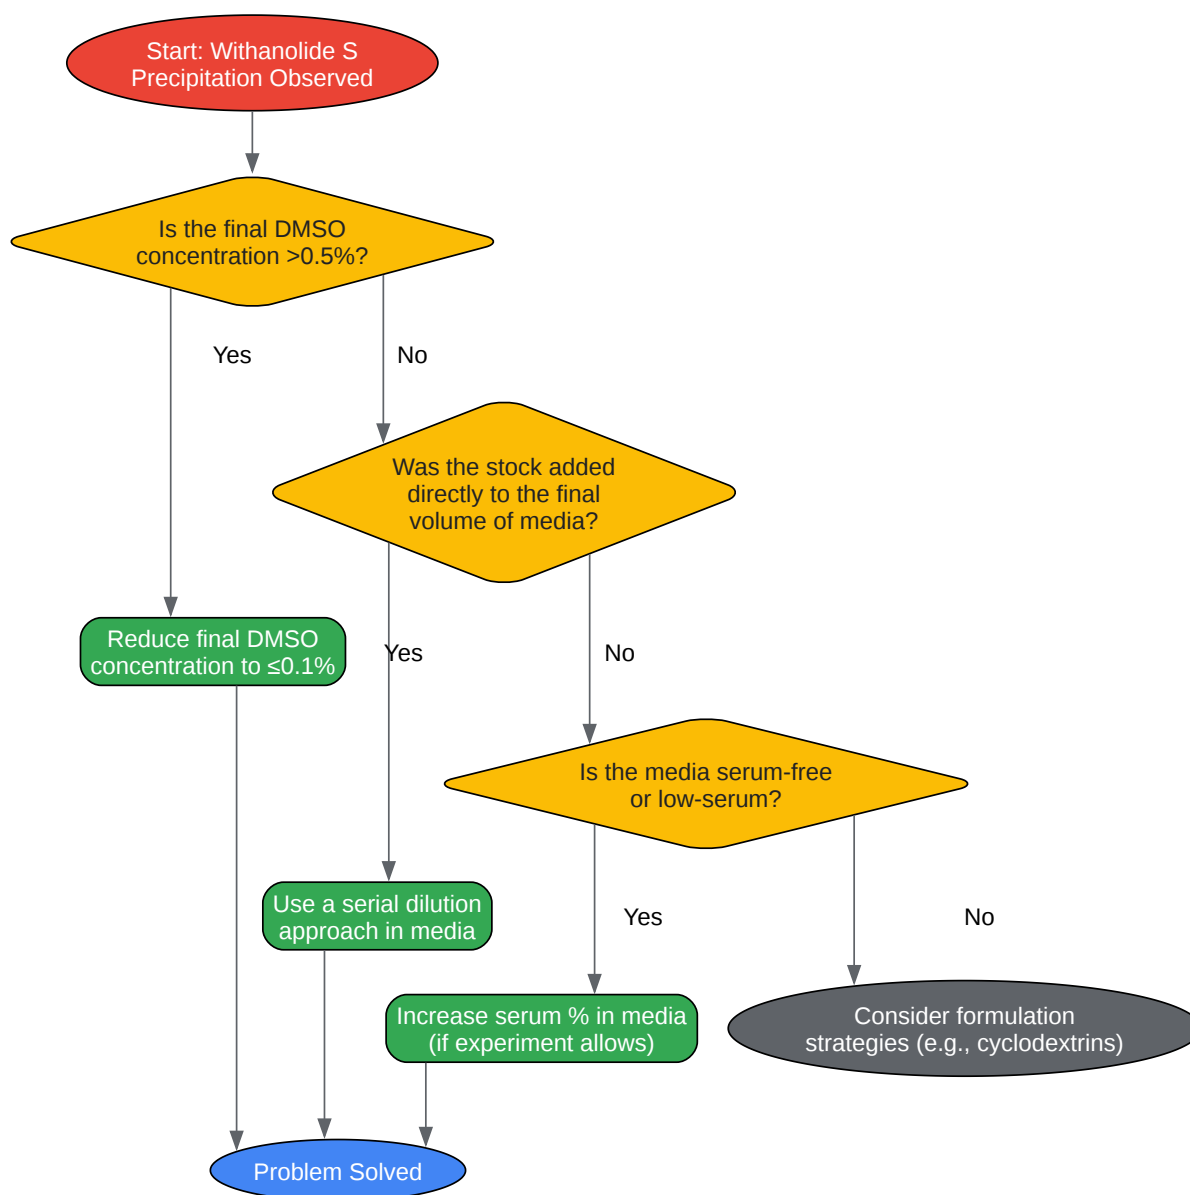 Start: Withanolide S
Precipitation Observed
Is the final DMSO
concentration >0.5%?
Yes
No
Was the stock added
directly to the final
volume of media?
Reduce final DMSO
concentration to ≤0.1%
Yes
No
Is the media serum-free
or low-serum?
Use a serial dilution
approach in media
Yes
No
Increase serum % in media
(if experiment allows)
Consider formulation
strategies (e.g., cyclodextrins)
Problem Solved